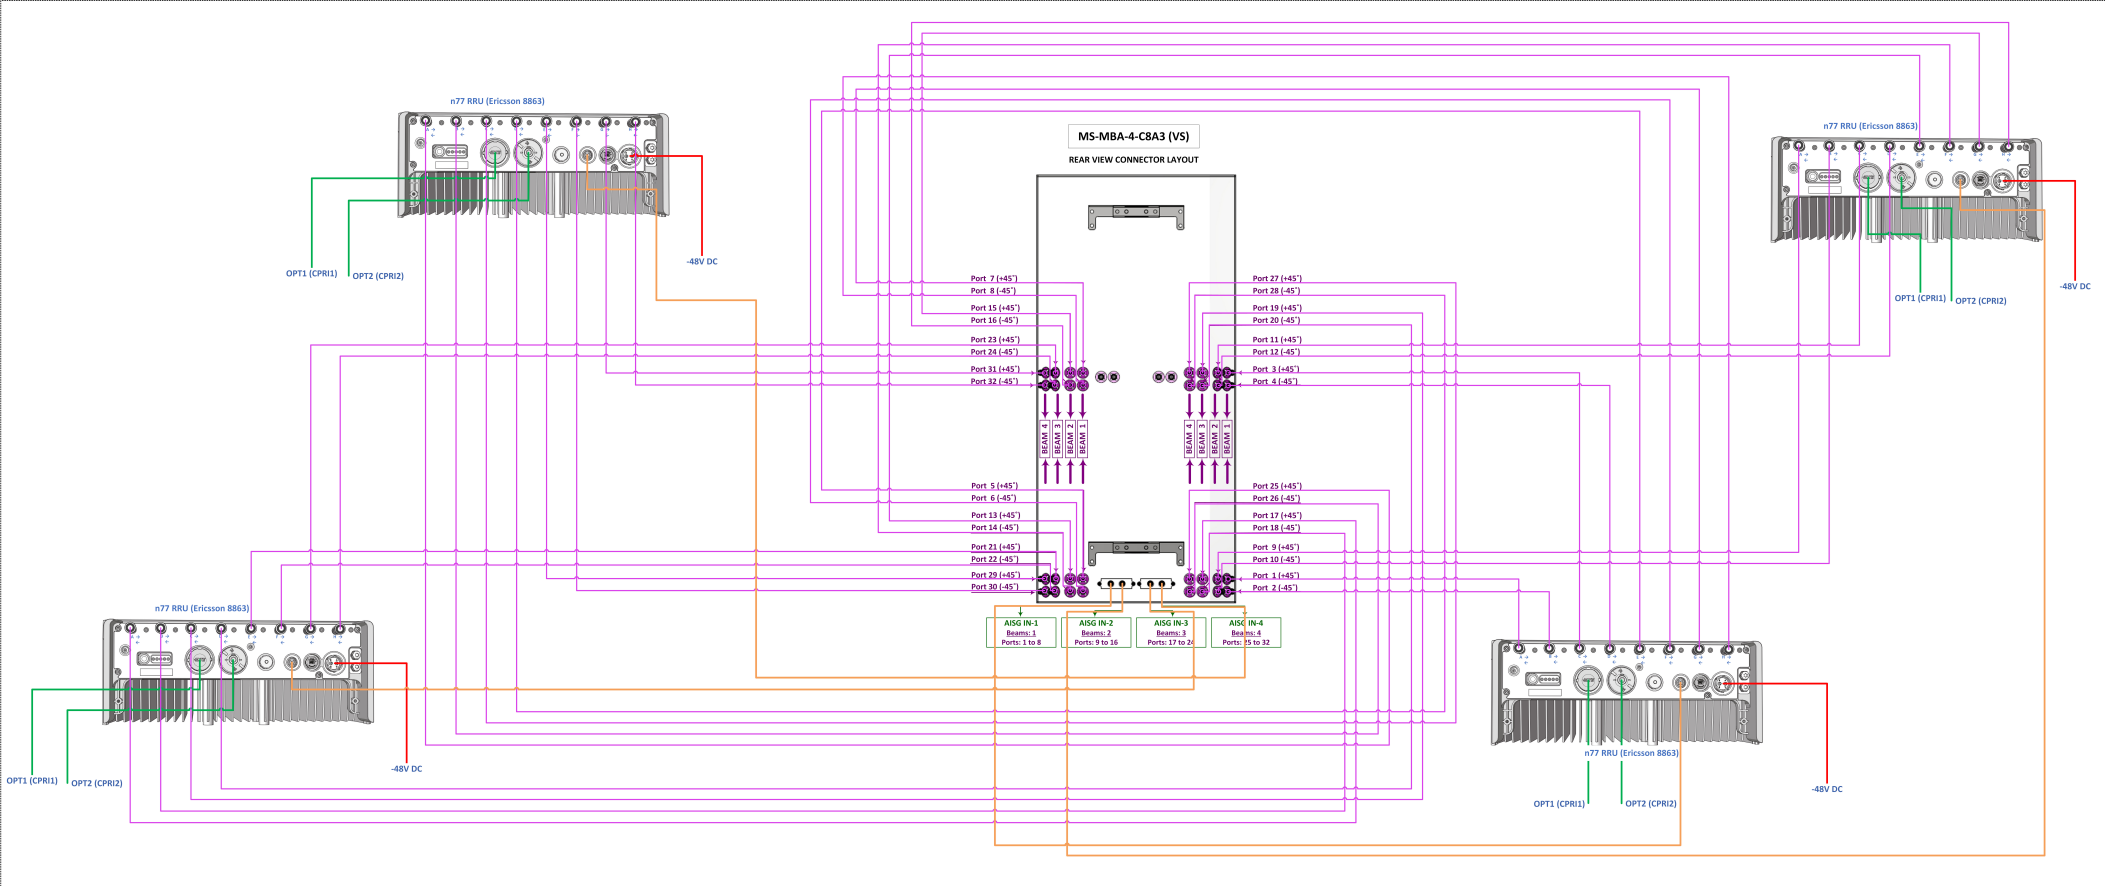 n77 RRU (Ericsson 8863)
OPT1 (CPRI1)
OPT2 (CPRI2)
-48V DC
MS-MBA-4-C8A3 (VS)
REAR VIEW CONNECTOR LAYOUT
n77 RRU (Ericsson 8863)
OPT1 (CPRI1)
OPT2 (CPRI2)
-48V DC
Port 7 (+45°)
Port 8 (-45°)
Port 15 (+45°)
Port 16 (-45°)
Port 23 (+45°)
Port 24 (-45°)
Port 31 (+45°)
Port 32 (-45°)
Port 27 (+45°)
Port 28 (-45°)
Port 19 (+45°)
Port 20 (-45°)
Port 11 (+45°)
Port 12 (-45°)
Port 3 (+45°)
Port 4 (-45°)
BEAM 4
BEAM 3
BEAM 2
BEAM 1
BEAM 4
BEAM 3
BEAM 2
BEAM 1
Port 5 (+45°)
Port 6 (-45°)
Port 13 (+45°)
Port 14 (-45°)
Port 21 (+45°)
Port 22 (-45°)
Port 29 (+45°)
Port 30 (-45°)
Port 25 (+45°)
Port 26 (-45°)
Port 17 (+45°)
Port 18 (-45°)
Port 9 (+45°)
Port 10 (-45°)
Port 1 (+45°)
Port 2 (-45°)
AISG IN-1
Beams: 1
Ports: 1 to 8
AISG IN-2
Beams: 2
Ports: 9 to 16
AISG IN-3
Beams: 3
Ports: 17 to 24
AISG IN-4
Beams: 4
Ports: 25 to 32
n77 RRU (Ericsson 8863)
OPT1 (CPRI1)
OPT2 (CPRI2)
-48V DC
n77 RRU (Ericsson 8863)
OPT1 (CPRI1)
OPT2 (CPRI2)
-48V DC